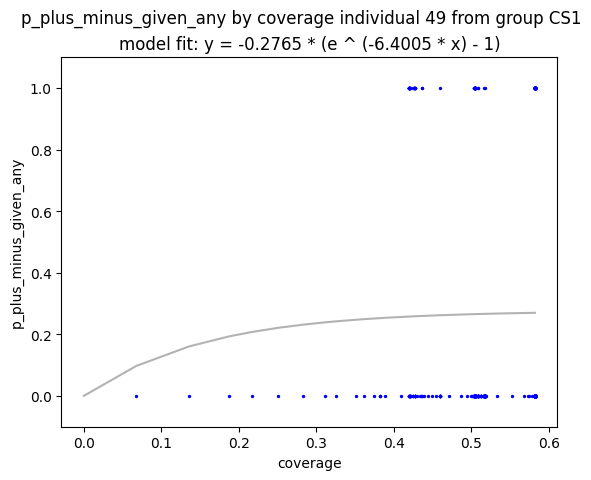 p_plus_minus_given_any by coverage individual 49 from group CS1
model fit: y = -0.2765 * (e ^ (-6.4005 * x) - 1)
1.0
0.8
0.6
0.4
0.2
0.0
p_plus_minus_given_any
0.0 0.1 0.2 0.3 0.4 0.5 0.6
coverage